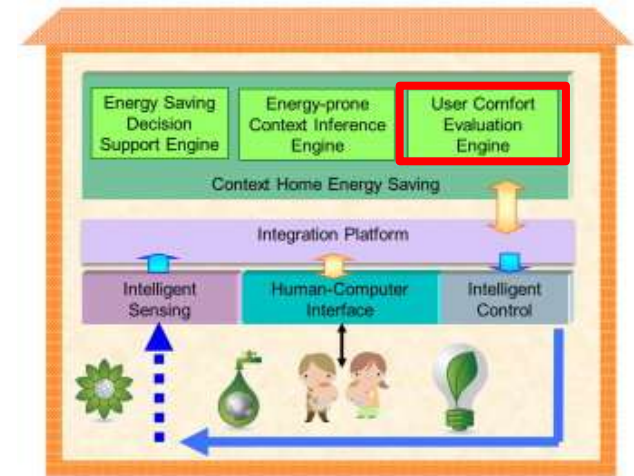 Energy Saving
Decision
Support Engine
Energy-prone
Context Inference
Engine
User Comfort
Evaluation
Engine
Context Home Energy Saving
Integration Platform
Intelligent
Sensing
Human-Computer
Interface
Intelligent
Control